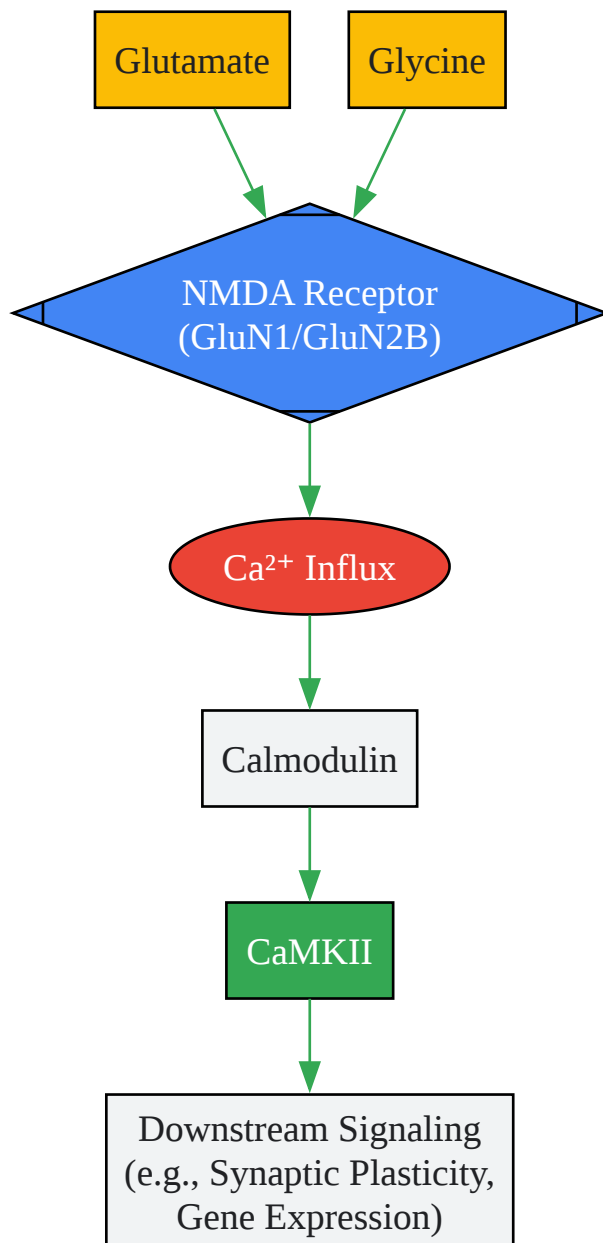 Glutamate
Glycine
NMDA Receptor
(GluN1/GluN2B)
Ca²⁺ Influx
Calmodulin
CaMKII
Downstream Signaling
(e.g., Synaptic Plasticity,
Gene Expression)